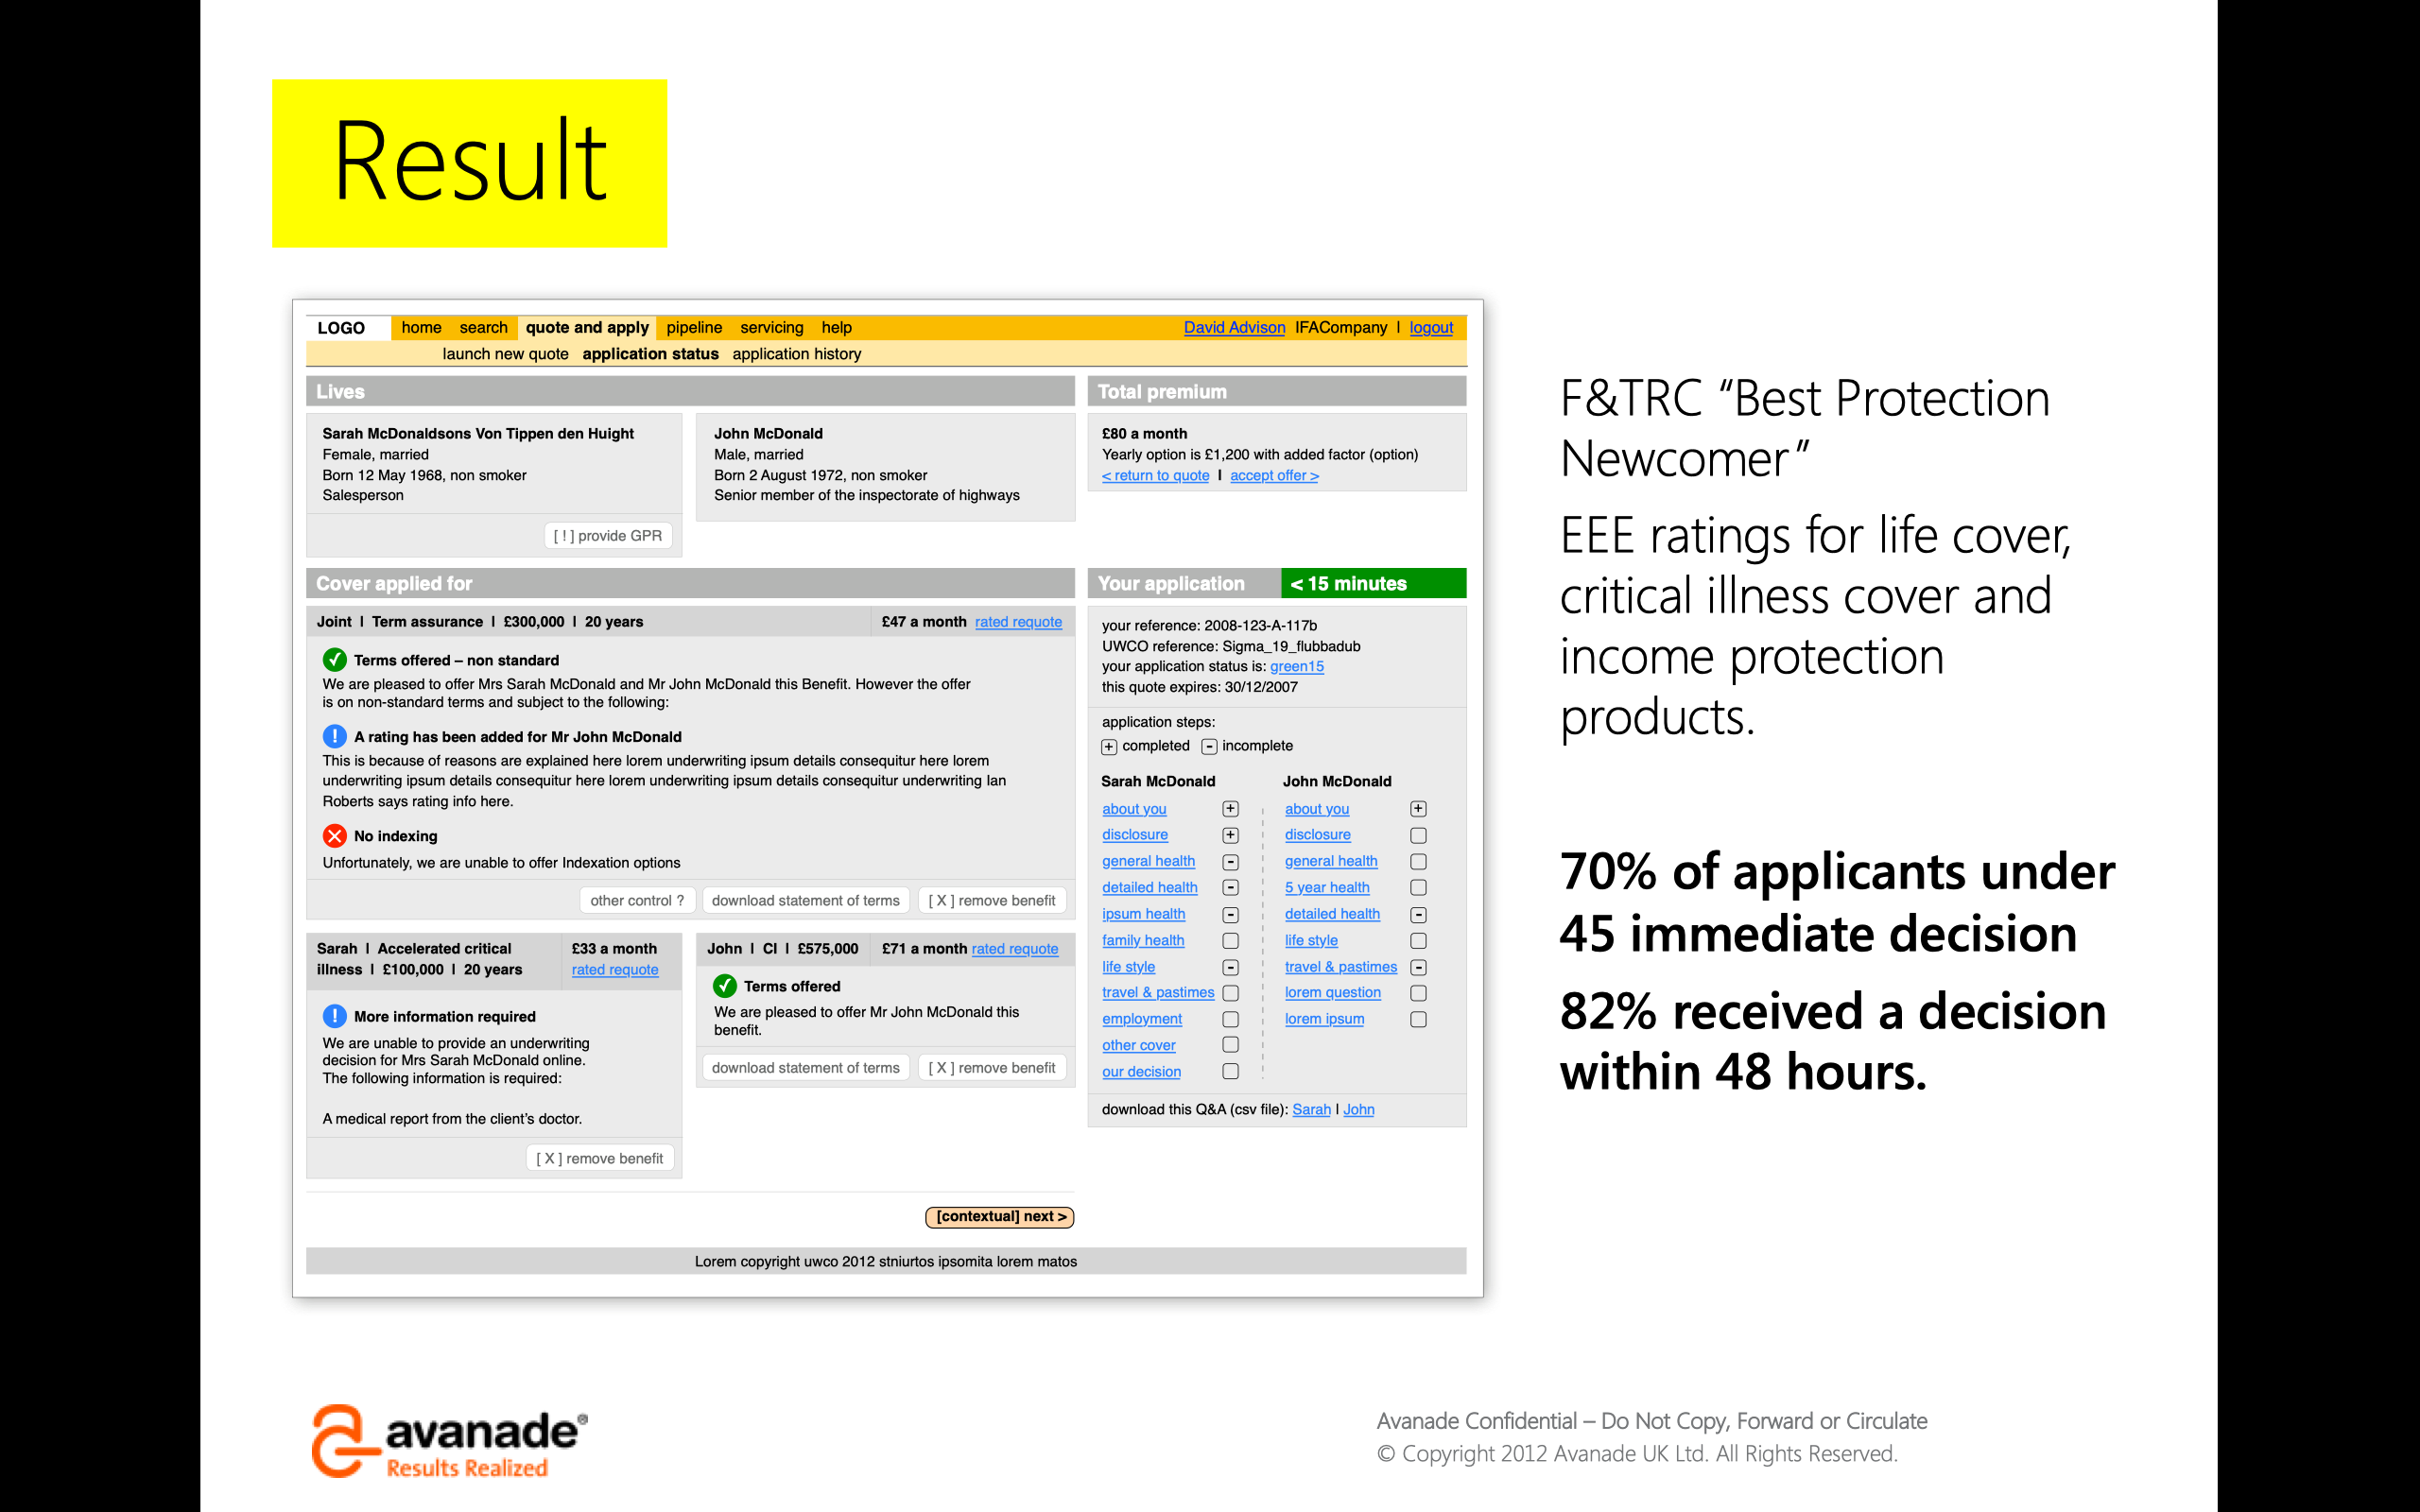 Result
LOGO home search quote and apply pipeline servicing help David Advison IFACompany | logout
launch new quote application status application history
Lives
Sarah McDonaldsons Von Tippen den Huight
Female, married
Born 12 May 1968, non smoker
Salesperson
[ ! ] provide GPR
John McDonald
Male, married
Born 2 August 1972, non smoker
Senior member of the inspectorate of highways
Total premium
£80 a month
Yearly option is £1,200 with added factor (option)
< return to quote | accept offer >
Cover applied for
Joint | Term assurance | £300,000 | 20 years £47 a month rated requote
Terms offered – non standard
We are pleased to offer Mrs Sarah McDonald and Mr John McDonald this Benefit. However the offer
is on non-standard terms and subject to the following:
! A rating has been added for Mr John McDonald
This is because of reasons are explained here lorem underwriting ipsum details consequitur here lorem
underwriting ipsum details consequitur here lorem underwriting ipsum details consequitur underwriting Ian
Roberts says rating info here.
No indexing
Unfortunately, we are unable to offer Indexation options
other control ? download statement of terms [ X ] remove benefit
Sarah | Accelerated critical
illness | £100,000 | 20 years
£33 a month
rated requote
! More information required
We are unable to provide an underwriting
decision for Mrs Sarah McDonald online.
The following information is required:
A medical report from the client's doctor.
[ X ] remove benefit
John | CI | £575,000 £71 a month rated requote
Terms offered
We are pleased to offer Mr John McDonald this
benefit.
download statement of terms [ X ] remove benefit
Your application < 15 minutes
your reference: 2008-123-A-117b
UWCO reference: Sigma_19_flubbadub
your application status is: green15
this quote expires: 30/12/2007
application steps:
+ completed - incomplete
Sarah McDonald
about you +
disclosure +
general health -
detailed health -
ipsum health -
family health
life style -
travel & pastimes
employment
other cover
our decision
John McDonald
about you +
disclosure
general health
5 year health
detailed health -
life style
travel & pastimes -
lorem question
lorem ipsum
download this Q&A (csv file): Sarah | John
[contextual] next >
Lorem copyright uwco 2012 stniurtos ipsomita lorem matos
F&TRC “Best Protection
Newcomer”
EEE ratings for life cover,
critical illness cover and
income protection
products.
70% of applicants under
45 immediate decision
82% received a decision
within 48 hours.
avanade®
Results Realized
Avanade Confidential – Do Not Copy, Forward or Circulate
© Copyright 2012 Avanade UK Ltd. All Rights Reserved.